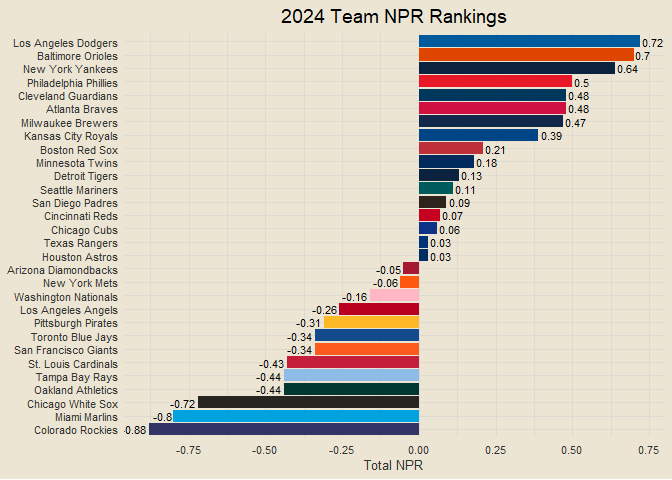 2024 Team NPR Rankings
Los Angeles Dodgers 0.72
Baltimore Orioles 0.7
New York Yankees 0.64
Philadelphia Phillies 0.5
Cleveland Guardians 0.48
Atlanta Braves 0.48
Milwaukee Brewers 0.47
Kansas City Royals 0.39
Boston Red Sox 0.21
Minnesota Twins 0.18
Detroit Tigers 0.13
Seattle Mariners 0.11
San Diego Padres 0.09
Cincinnati Reds 0.07
Chicago Cubs 0.06
Texas Rangers 0.03
Houston Astros 0.03
Arizona Diamondbacks -0.05
New York Mets -0.06
Washington Nationals -0.16
Los Angeles Angels -0.26
Pittsburgh Pirates -0.31
Toronto Blue Jays -0.34
San Francisco Giants -0.34
St. Louis Cardinals -0.43
Tampa Bay Rays -0.44
Oakland Athletics -0.44
Chicago White Sox -0.72
Miami Marlins -0.8
Colorado Rockies -0.88
-0.75 -0.50 -0.25 0.00 0.25 0.50 0.75
Total NPR